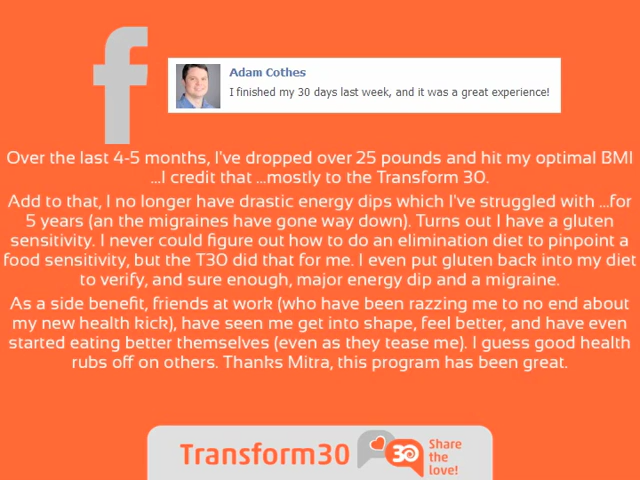 f
Adam Cothes
I finished my 30 days last week, and it was a great experience!
Over the last 4-5 months, I've dropped over 25 pounds and hit my optimal BMI
...I credit that ...mostly to the Transform 30.
Add to that, I no longer have drastic energy dips which I've struggled with ...for
5 years (an the migraines have gone way down). Turns out I have a gluten
sensitivity. I never could figure out how to do an elimination diet to pinpoint a
food sensitivity, but the T30 did that for me. I even put gluten back into my diet
to verify, and sure enough, major energy dip and a migraine.
As a side benefit, friends at work (who have been razzing me to no end about
my new health kick), have seen me get into shape, feel better, and have even
started eating better themselves (even as they tease me). I guess good health
rubs off on others. Thanks Mitra, this program has been great.
Transform30
30
Share
the
love!